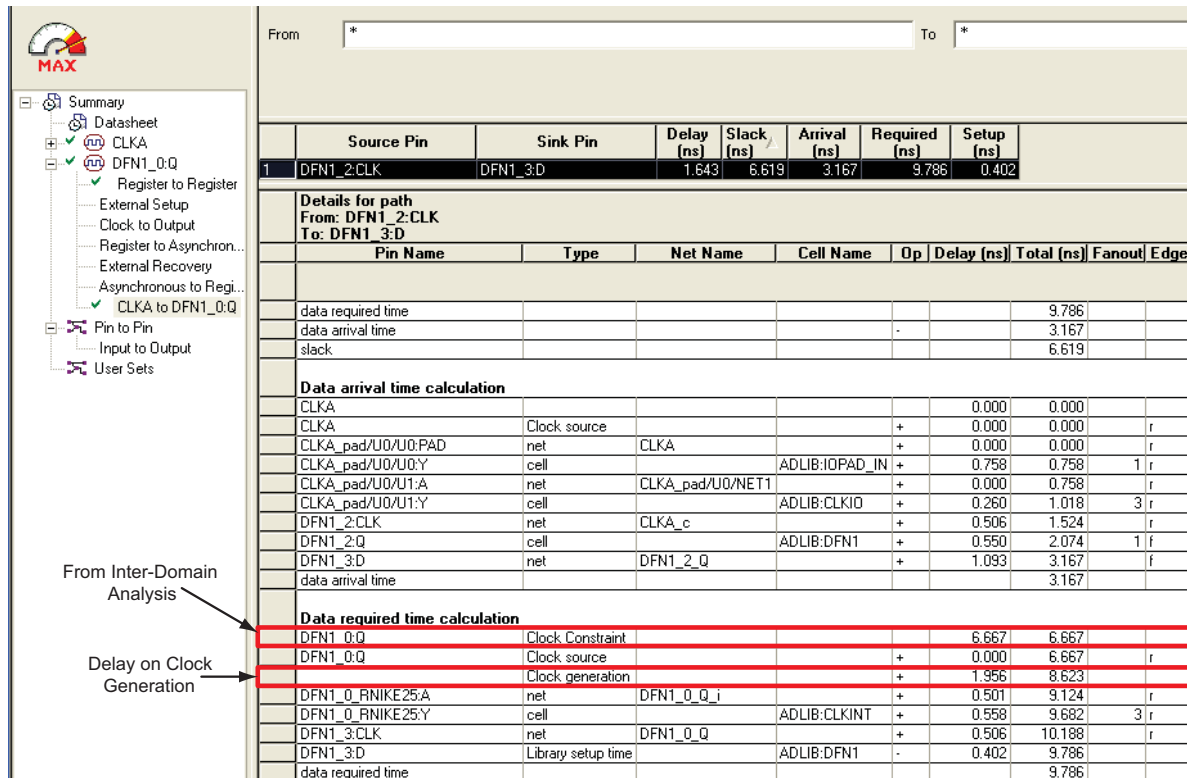 From * To *
MAX
Summary
Datasheet
CLKA
DFN1_0:Q
Register to Register
External Setup
Clock to Output
Register to Asynchron...
External Recovery
Asynchronous to Regi...
CLKA to DFN1_0:Q
Pin to Pin
Input to Output
User Sets
Source Pin Sink Pin Delay (ns) Slack (ns) Arrival (ns) Required (ns) Setup (ns)
1 DFN1_2:CLK DFN1_3:D 1.643 6.619 3.167 9.786 0.402
Details for path
From: DFN1_2:CLK
To: DFN1_3:D
Pin Name Type Net Name Cell Name Op Delay (ns) Total (ns) Fanout Edge
data required time 9.786
data arrival time - 3.167
slack 6.619
Data arrival time calculation
CLKA 0.000 0.000
CLKA Clock source + 0.000 0.000 r
CLKA_pad/U0/U0:PAD net CLKA + 0.000 0.000 r
CLKA_pad/U0/U0:Y cell ADLIB:IOPAD_IN + 0.758 0.758 1 r
CLKA_pad/U0/U1:A net CLKA_pad/U0/NET1 + 0.000 0.758 r
CLKA_pad/U0/U1:Y cell ADLIB:CLKIO + 0.260 1.018 3 r
DFN1_2:CLK net CLKA_c + 0.506 1.524 r
DFN1_2:Q cell ADLIB:DFN1 + 0.550 2.074 1 f
DFN1_3:D net DFN1_2_Q + 1.093 3.167 f
data arrival time 3.167
From Inter-Domain
Analysis
Data required time calculation
DFN1_0:Q Clock Constraint 6.667 6.667
DFN1_0:Q Clock source + 0.000 6.667 r
Delay on Clock
Generation
Clock generation + 1.956 8.623
DFN1_0_RNIKE25:A net DFN1_0_Q_i + 0.501 9.124 r
DFN1_0_RNIKE25:Y cell ADLIB:CLKINT + 0.558 9.682 3 r
DFN1_3:CLK net DFN1_0_Q + 0.506 10.188 r
DFN1_3:D Library setup time ADLIB:DFN1 - 0.402 9.786
data required time 9.786